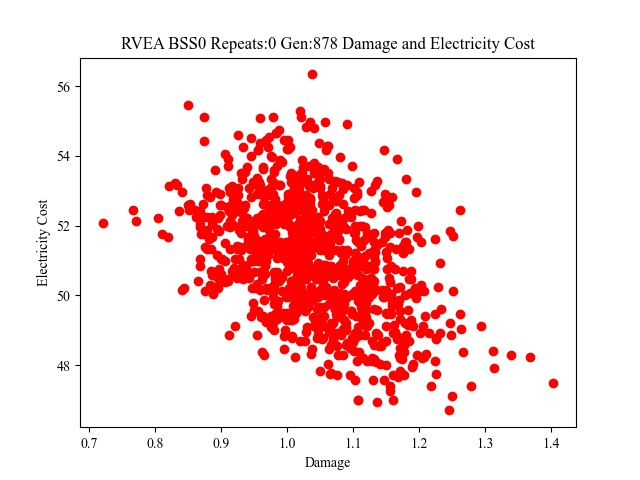 RVEA BSS0 Repeats:0 Gen:878 Damage and Electricity Cost
56
54
52
50
48
Electricity Cost
0.7 0.8 0.9 1.0 1.1 1.2 1.3 1.4
Damage